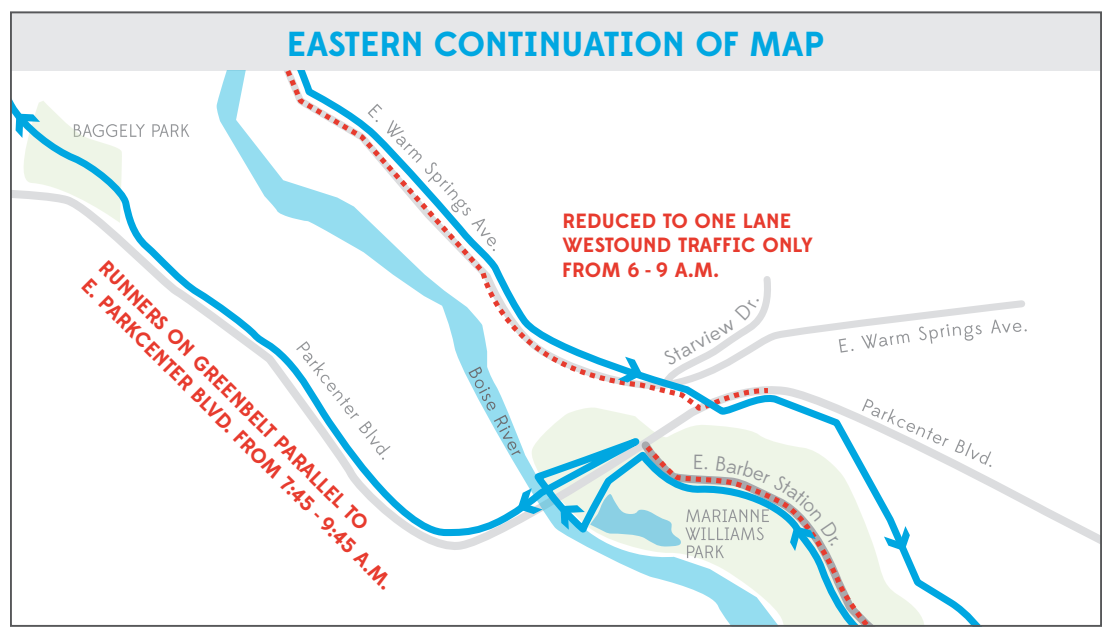 EASTERN CONTINUATION OF MAP
BAGGELY PARK
E. Warm Springs Ave.
REDUCED TO ONE LANE
WESTOUND TRAFFIC ONLY
FROM 6 - 9 A.M.
Starview Dr.
E. Warm Springs Ave.
RUNNERS ON GREENBELT PARALLEL TO
E. PARKCENTER BLVD. FROM 7:45 - 9:45 A.M.
Parkcenter Blvd.
Boise River
Parkcenter Blvd.
E. Barber Station Dr.
MARIANNE
WILLIAMS
PARK